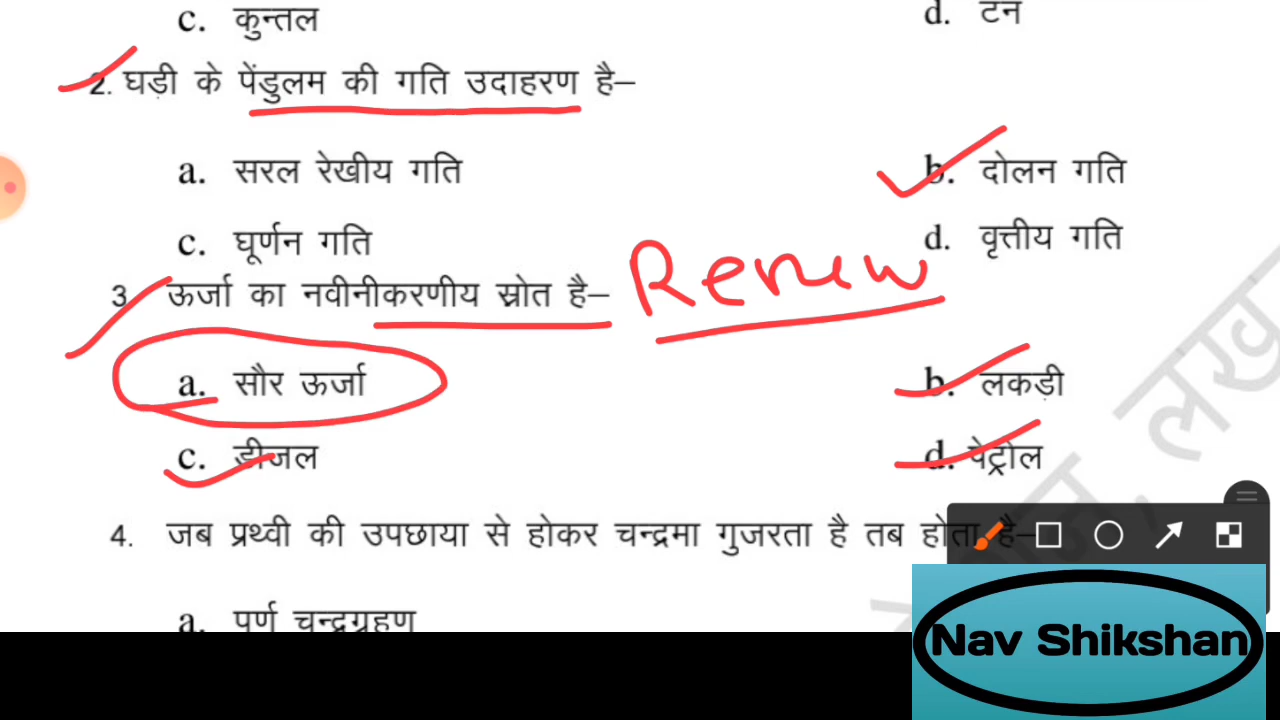 c. कुन्तल d. टन
2. घड़ी के पेंडुलम की गति उदाहरण है–
a. सरल रेखीय गति b. दोलन गति
c. घूर्णन गति d. वृत्तीय गति
3 ऊर्जा का नवीनीकरणीय स्रोत है– Renew
a. सौर ऊर्जा b. लकड़ी
c. डीजल d. पेट्रोल
4. जब प्रथ्वी की उपछाया से होकर चन्द्रमा गुजरता है तब होता है–
a. पूर्ण चन्द्रग्रहण
Nav Shikshan